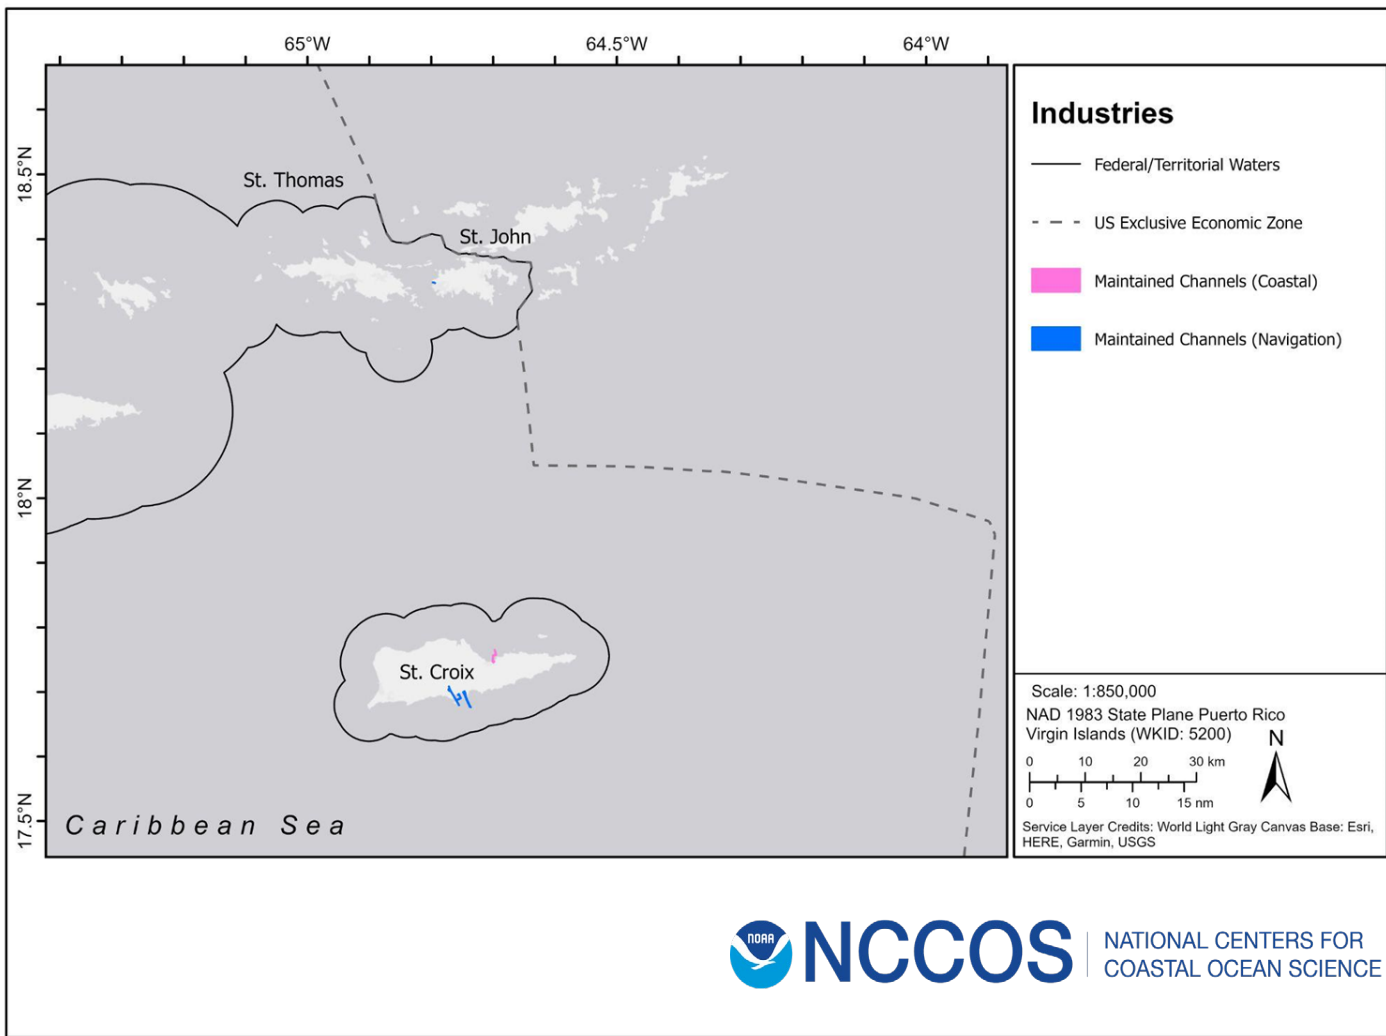 65°W
64.5°W
64°W
18.5°N
18°N
17.5°N
St. Thomas
St. John
St. Croix
Caribbean Sea
Industries
Federal/Territorial Waters
US Exclusive Economic Zone
Maintained Channels (Coastal)
Maintained Channels (Navigation)
Scale: 1:850,000
NAD 1983 State Plane Puerto Rico
Virgin Islands (WKID: 5200)
N
0 10 20 30 km
0 5 10 15 nm
Service Layer Credits: World Light Gray Canvas Base: Esri,
HERE, Garmin, USGS
NOAA
NCCOS
NATIONAL CENTERS FOR
COASTAL OCEAN SCIENCE